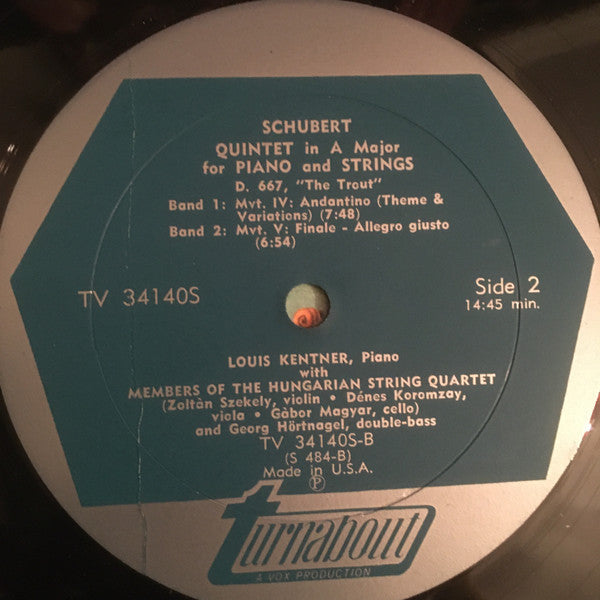 SCHUBERT
QUINTET in A Major
for PIANO and STRINGS
D. 667, "The Trout"
Band 1: Mvt. IV: Andantino (Theme &
Variations) (7:48)
Band 2: Mvt. V: Finale - Allegro giusto
(6:54)
TV 34140S
Side 2
14:45 min.
LOUIS KENTNER, Piano
with
MEMBERS OF THE HUNGARIAN STRING QUARTET
(Zoltàn Szekely, violin • Dénes Koromzay,
viola • Gàbor Magyar, cello)
and Georg Hörtnagel, double-bass
TV 34140S-B
(S 484-B)
Made in U.S.A.
℗
turnabout
A VOX PRODUCTION